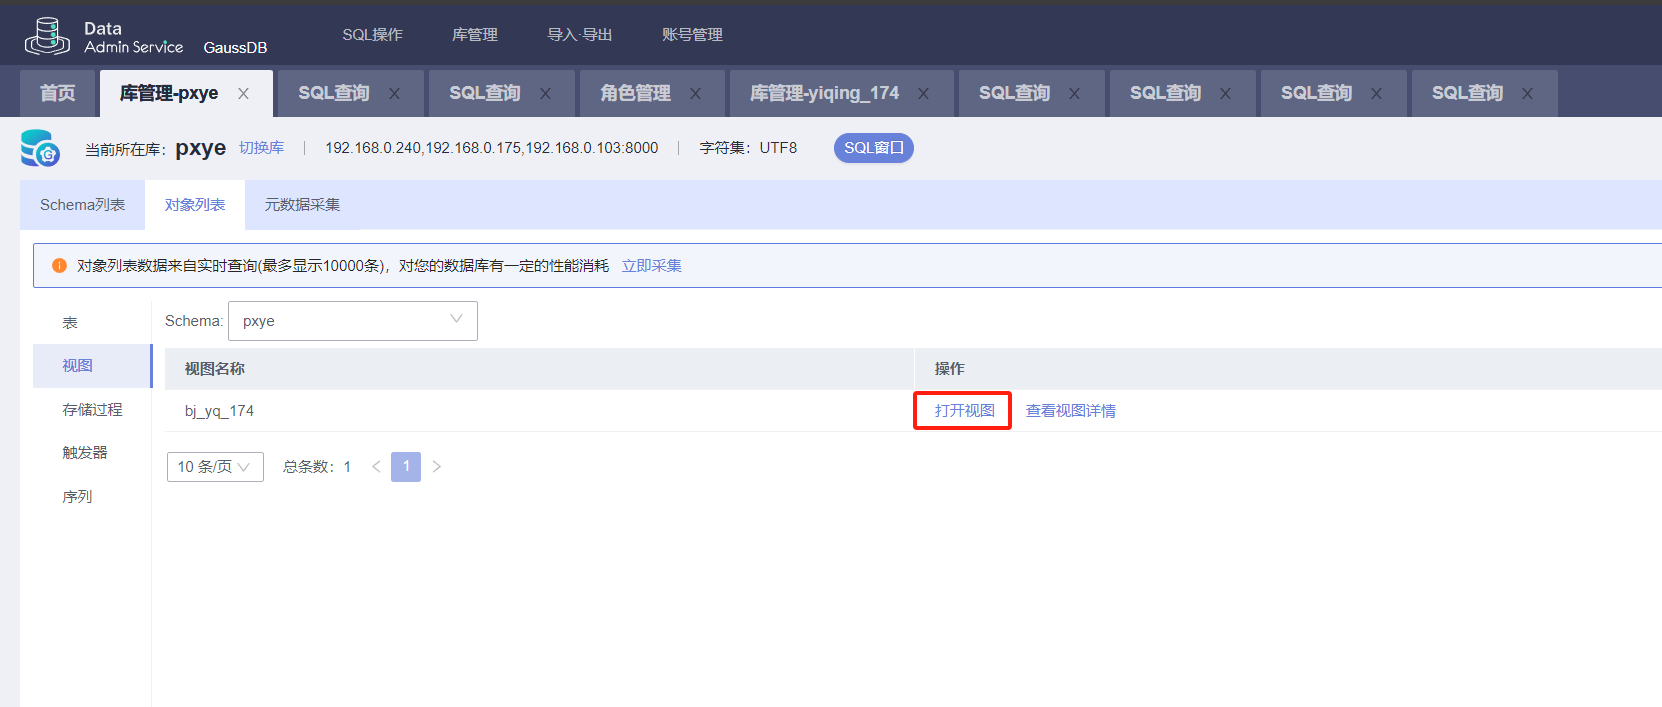 Data
Admin Service GaussDB SQL操作 库管理 导入·导出 账号管理
首页 库管理-pxye SQL查询 SQL查询 角色管理 库管理-yiqing_174 SQL查询 SQL查询 SQL查询 SQL查询
当前所在库: pxye 切换库 192.168.0.240,192.168.0.175,192.168.0.103:8000 字符集: UTF8 SQL窗口
Schema列表 对象列表 元数据采集
对象列表数据来自实时查询(最多显示10000条)，对您的数据库有一定的性能消耗 立即采集
表 Schema: pxye
视图 视图名称 操作
存储过程 bj_yq_174 打开视图 查看视图详情
触发器
10 条/页 总条数: 1 < 1 >
序列